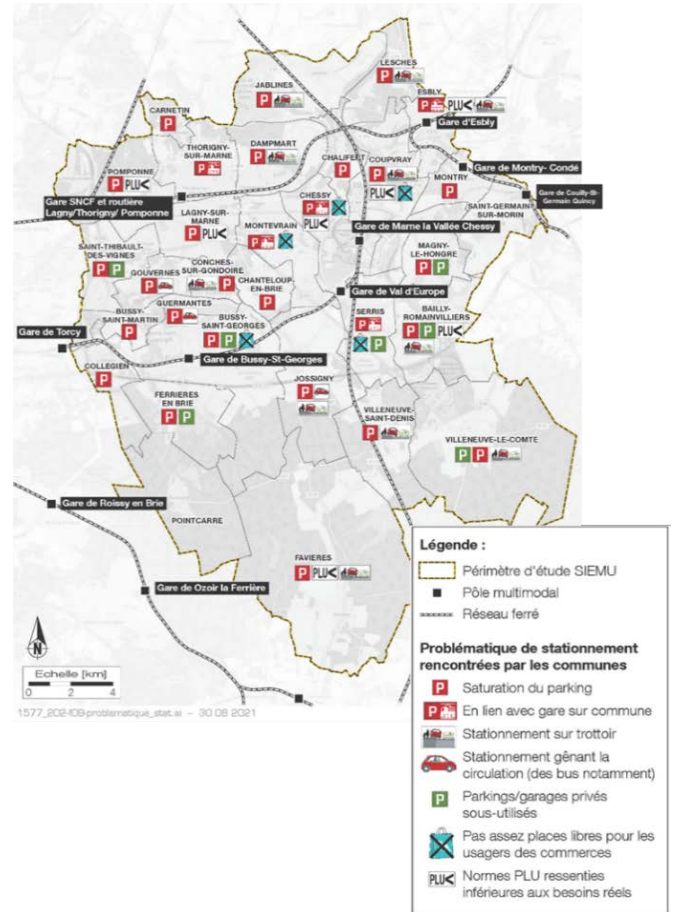 LESCHES
P
JABLINES
P
ESBLY
P PLU<
Gare d'Esbly
CARNETIN
P
THORIGNY-
SUR-MARNE
P
DAMPMART
P
CHALIFERT
P
COUPVRAY
P
PLU<
Gare de Montry- Condé
POMPONNE
P PLU<
CHESSY
P
PLU<
MONTRY
P
Gare de Couilly-St-
Germain Quincy
SAINT-GERMAIN
SUR-MORIN
Gare SNCF et routière
Lagny/Thorigny/ Pomponne
LAGNY-SUR-
MARNE
P PLU<
MONTEVRAIN
P
Gare de Marne la Vallée Chessy
SAINT-THIBAULT-
DES-VIGNES
P P
GOUVERNES
P
CONCHES-
SUR-GONDOIRE
P
CHANTELOUP-
EN-BRIE
P
MAGNY-
LE-HONGRE
P P
Gare de Val d'Europe
GUERMANTES
P
BUSSY-
SAINT-MARTIN
P
BUSSY-
SAINT-GEORGES
P P
SERRIS
P
P
BAILLY-
ROMAINVILLIERS
P P PLU<
Gare de Torcy
Gare de Bussy-St-Georges
COLLEGIEN
P
JOSSIGNY
P
FERRIERES
EN BRIE
P P
VILLENEUVE-
SAINT-DENIS
P
VILLENEUVE-LE-COMTE
P P
Gare de Roissy en Brie
PONTCARRE
FAVIERES
P PLU<
Gare de Ozoir la Ferrière
N
Echelle [km]
0 2 4
1577_202-f09-problematique_stat.ai – 30 08 2021
Légende :
Périmètre d'étude SIEMU
Pôle multimodal
Réseau ferré
Problématique de stationnement
rencontrées par les communes
P Saturation du parking
P En lien avec gare sur commune
Stationnement sur trottoir
Stationnement gênant la
circulation (des bus notamment)
P Parkings/garages privés
sous-utilisés
Pas assez places libres pour les
usagers des commerces
PLU< Normes PLU ressenties
inférieures aux besoins réels